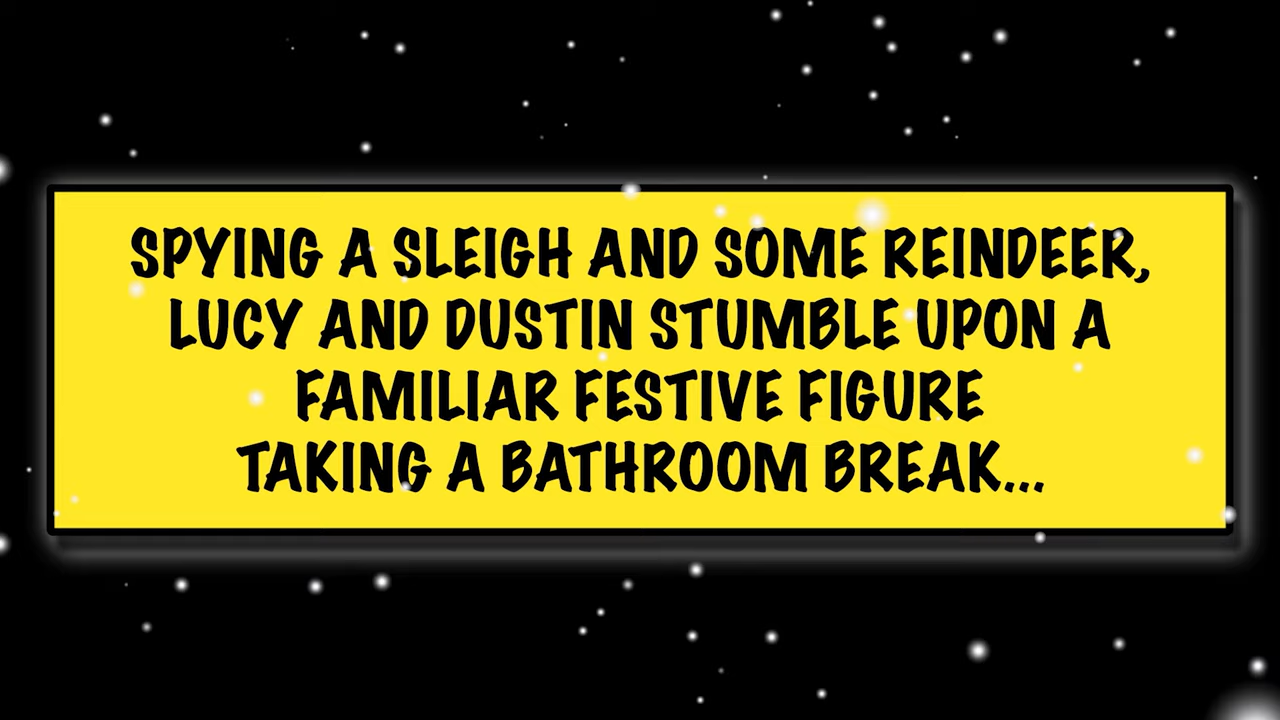 SPYING A SLEIGH AND SOME REINDEER,
LUCY AND DUSTIN STUMBLE UPON A
FAMILIAR FESTIVE FIGURE
TAKING A BATHROOM BREAK...